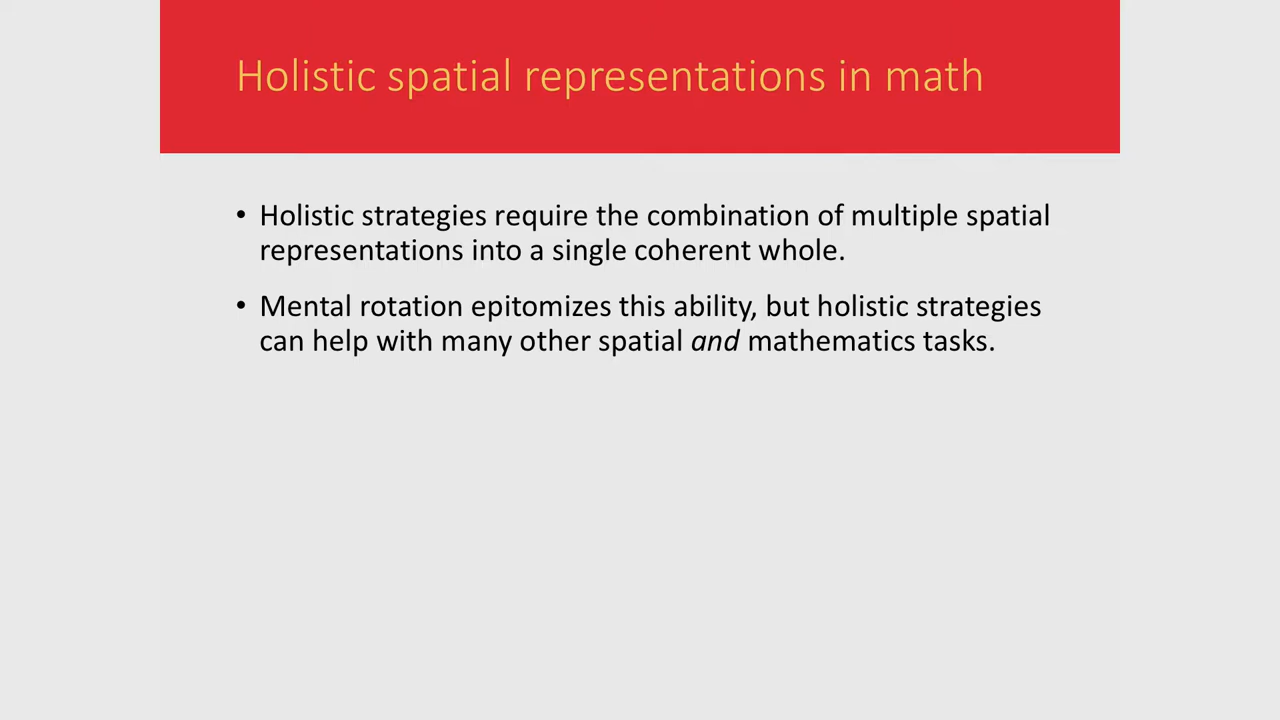 Holistic spatial representations in math
• Holistic strategies require the combination of multiple spatial
representations into a single coherent whole.
• Mental rotation epitomizes this ability, but holistic strategies
can help with many other spatial and mathematics tasks.